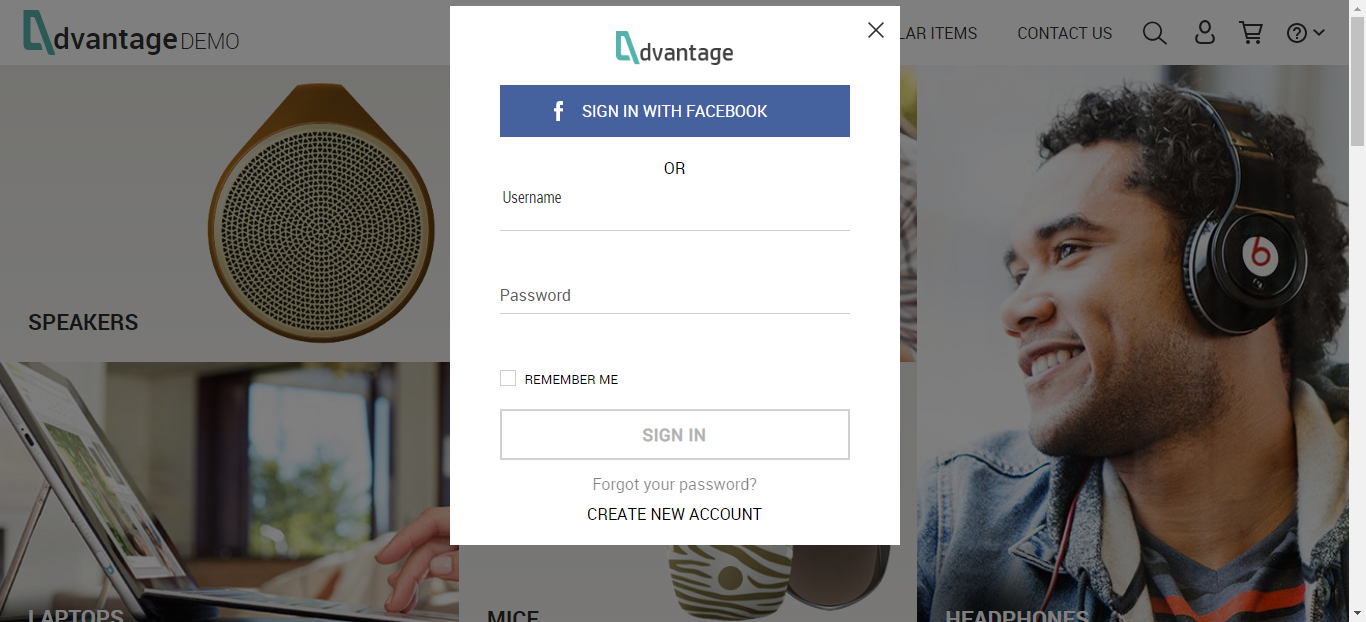 dvantage DEMO
LAR ITEMS
CONTACT US
dvantage
SIGN IN WITH FACEBOOK
OR
Username
Password
REMEMBER ME
SIGN IN
Forgot your password?
CREATE NEW ACCOUNT
SPEAKERS
LAPTOPS
MICE
HEADPHONES